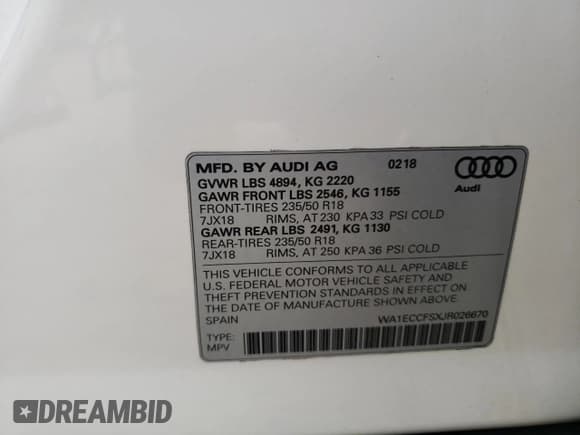 MFD. BY AUDI AG 0218
Audi
GVWR LBS 4894, KG 2220
GAWR FRONT LBS 2546, KG 1155
FRONT-TIRES 235/50 R18
7JX18 RIMS, AT 230 KPA 33 PSI COLD
GAWR REAR LBS 2491, KG 1130
REAR-TIRES 235/50 R18
7JX18 RIMS, AT 250 KPA 36 PSI COLD
THIS VEHICLE CONFORMS TO ALL APPLICABLE
U.S. FEDERAL MOTOR VEHICLE SAFETY AND
THEFT PREVENTION STANDARDS IN EFFECT ON
THE DATE OF MANUFACTURE SHOWN ABOVE.
SPAIN WA1ECCFSXJR026670
TYPE:
MPV
DREAMBID